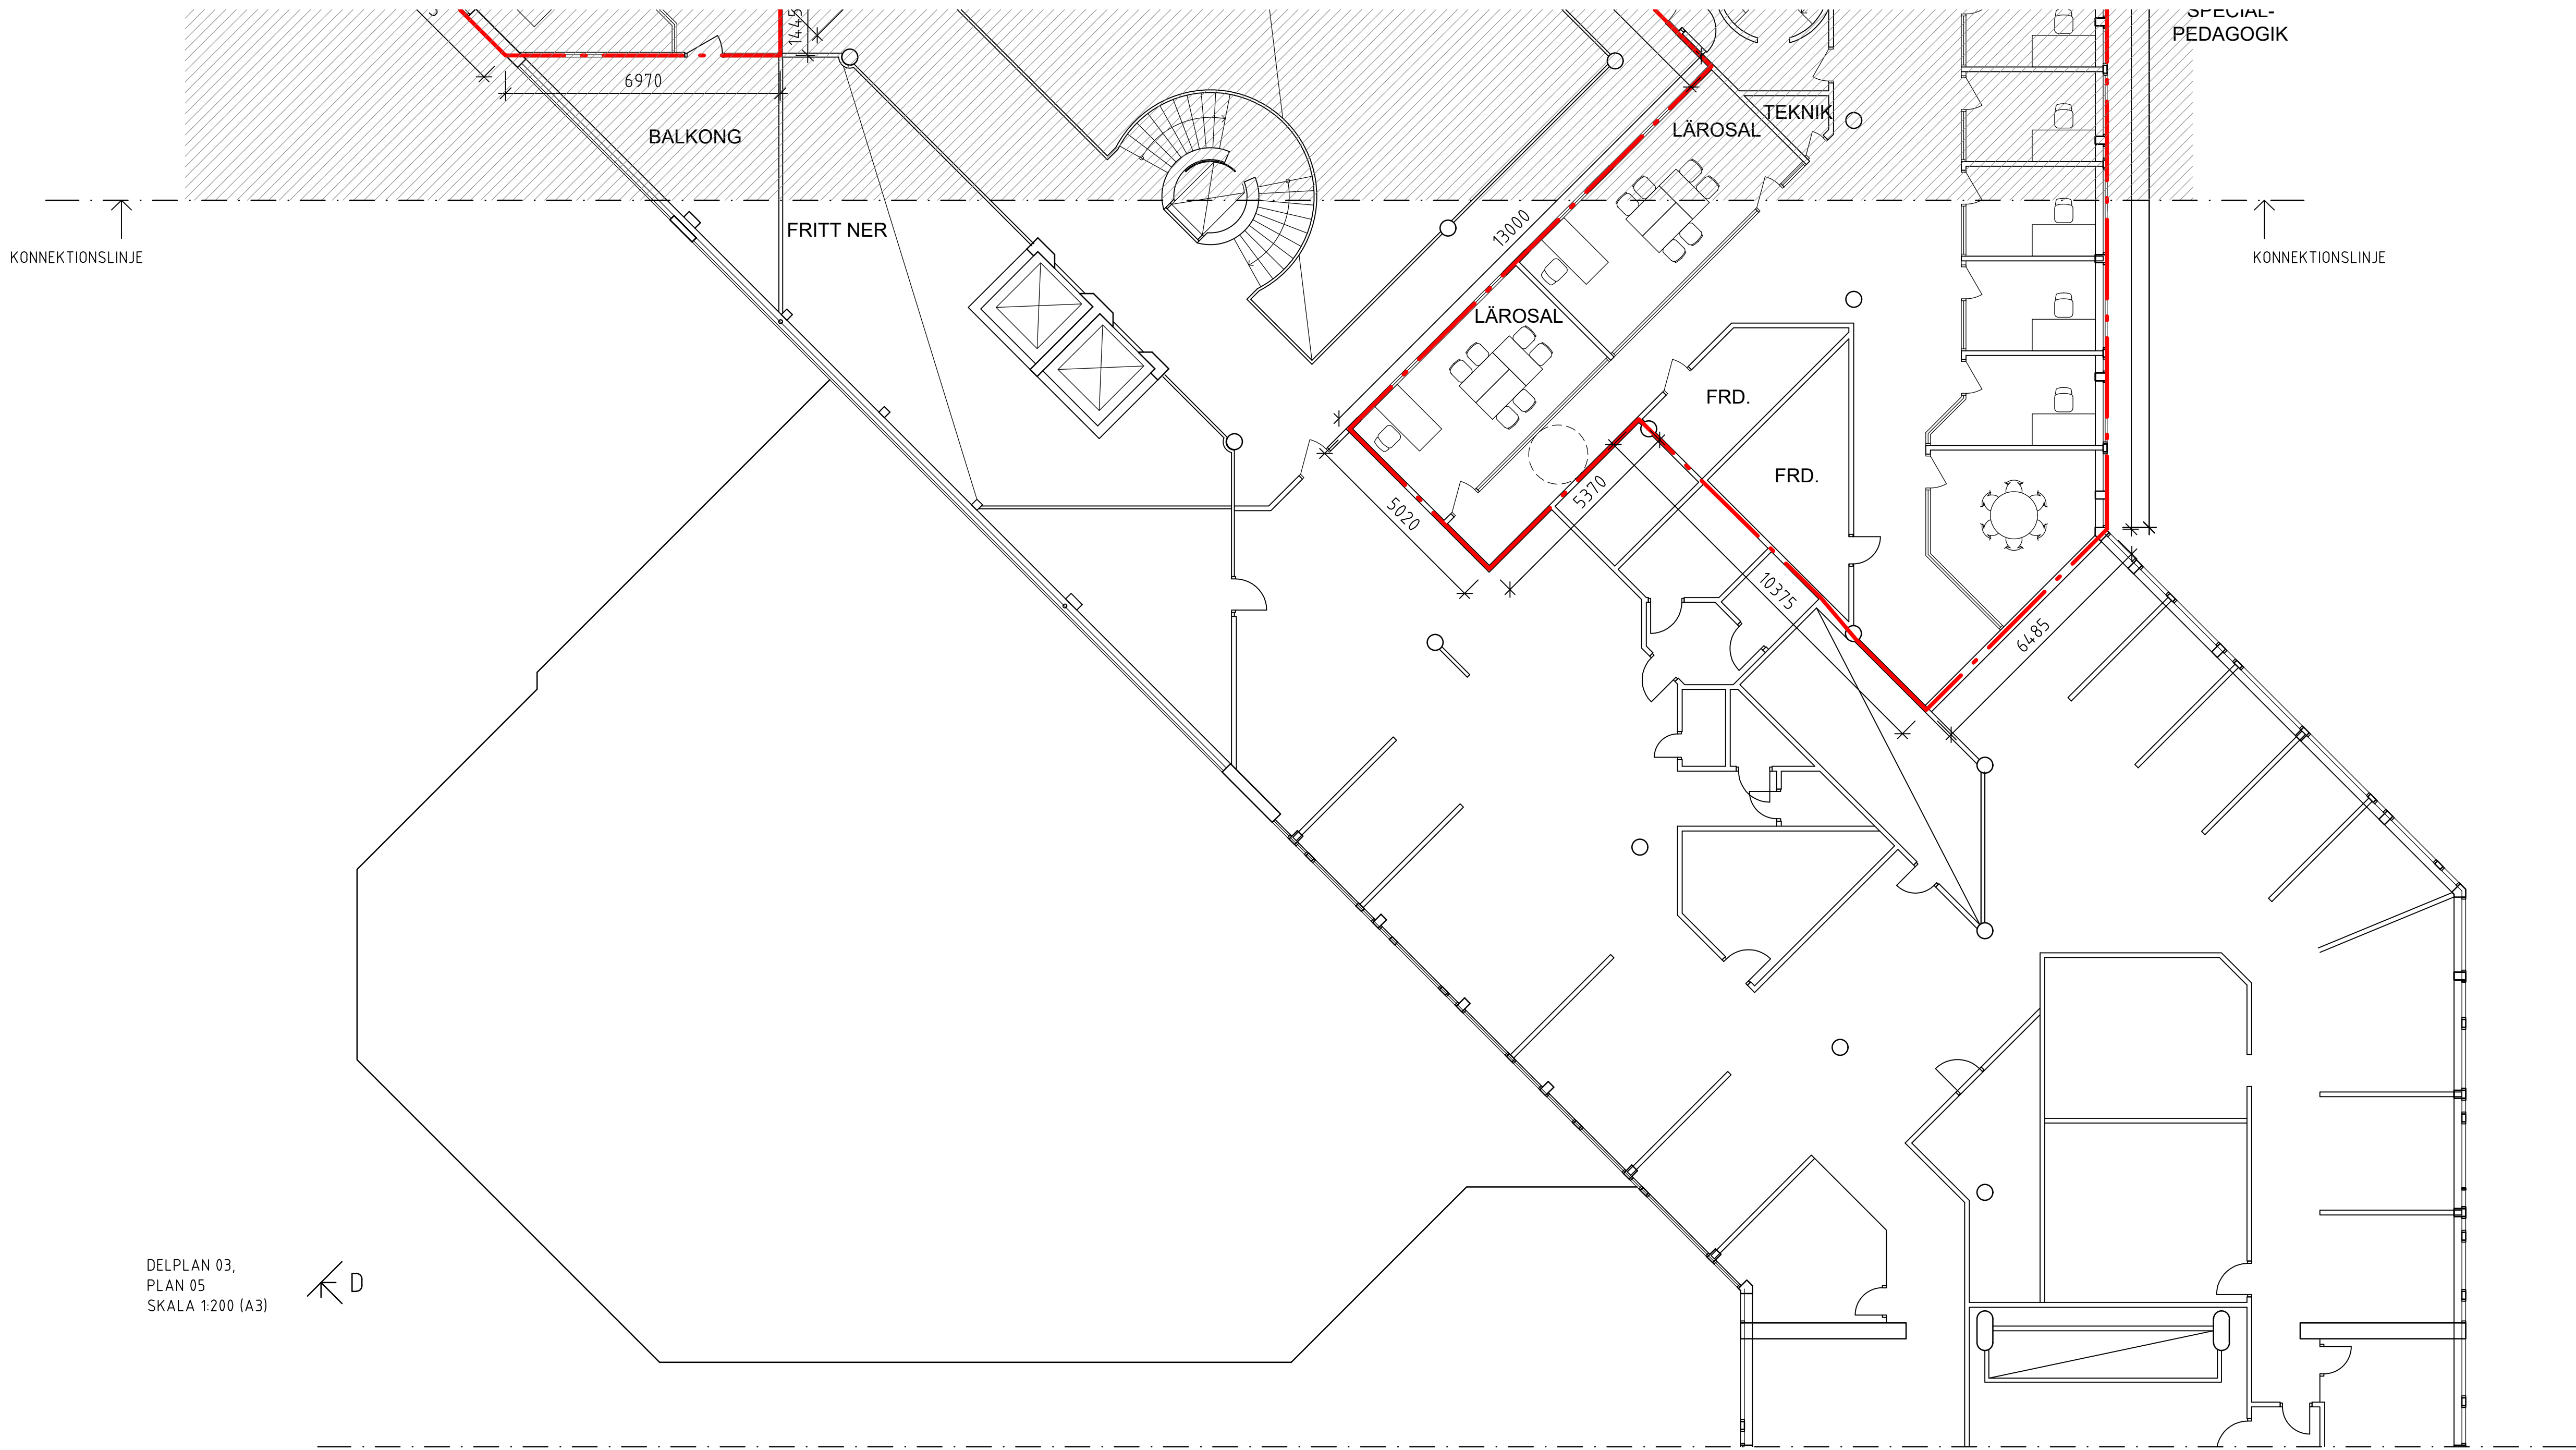 SPECIAL-
PEDAGOGIK
1445
6970
TEKNIK
LÄROSAL
BALKONG
FRITT NER
13000
KONNEKTIONSLINJE
KONNEKTIONSLINJE
LÄROSAL
FRD.
FRD.
5370
5020
10375
6485
DELPLAN 03,
PLAN 05
SKALA 1:200 (A3)
D